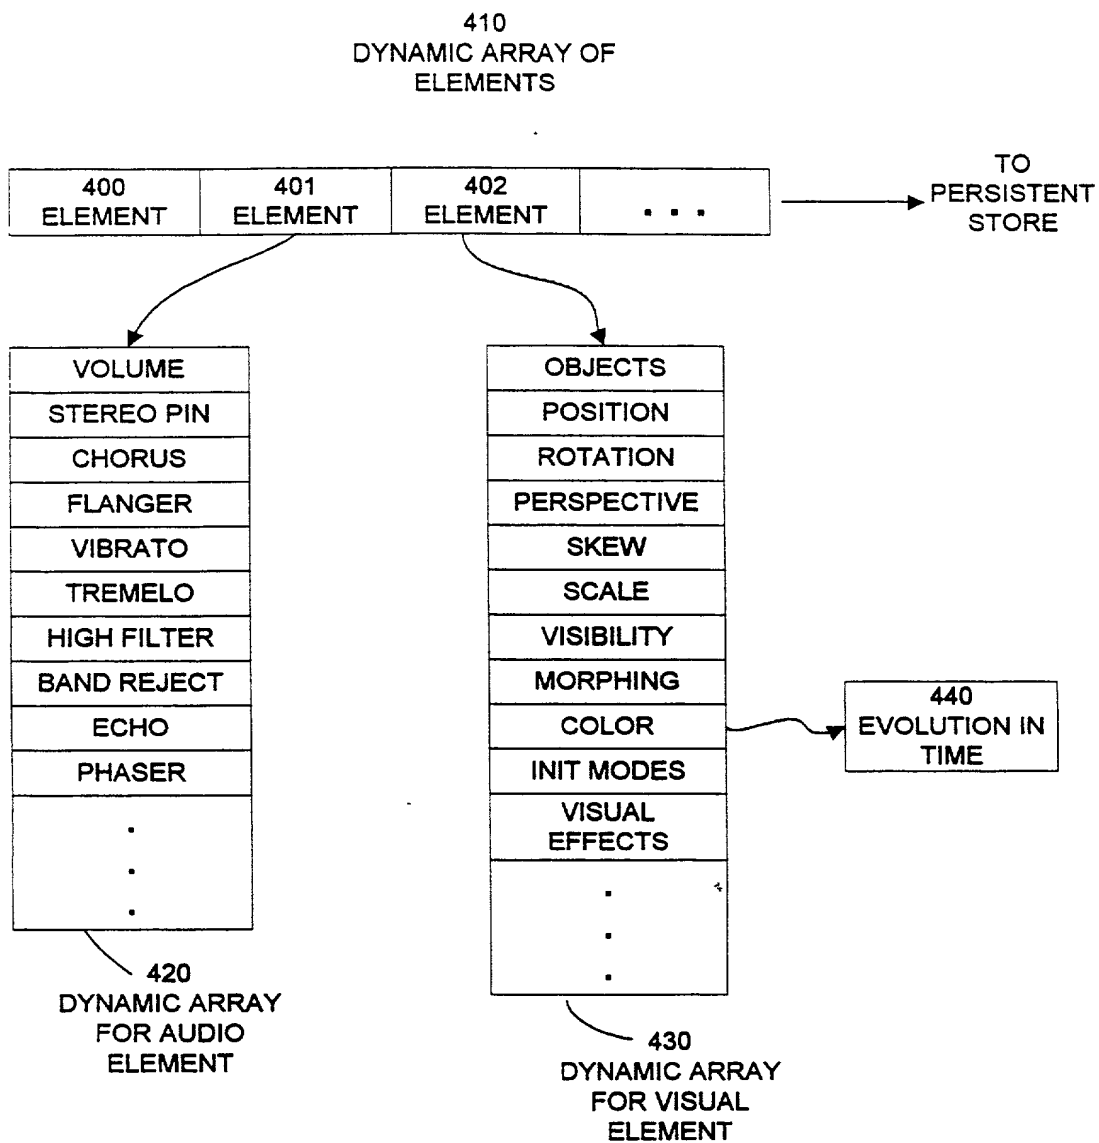 410
DYNAMIC ARRAY OF
ELEMENTS
400
ELEMENT
401
ELEMENT
402
ELEMENT
. . .
TO
PERSISTENT
STORE
VOLUME
STEREO PIN
CHORUS
FLANGER
VIBRATO
TREMELO
HIGH FILTER
BAND REJECT
ECHO
PHASER
.
.
.
420
DYNAMIC ARRAY
FOR AUDIO
ELEMENT
OBJECTS
POSITION
ROTATION
PERSPECTIVE
SKEW
SCALE
VISIBILITY
MORPHING
COLOR
INIT MODES
VISUAL
EFFECTS
.
.
.
430
DYNAMIC ARRAY
FOR VISUAL
ELEMENT
440
EVOLUTION IN
TIME